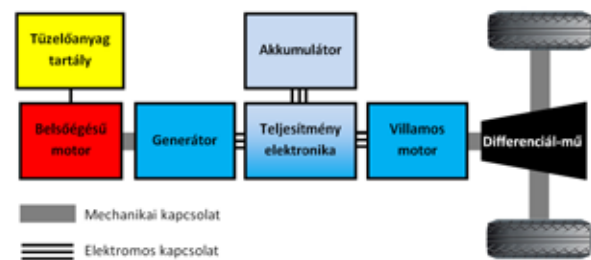 Tüzelőanyag
tartály
Akkumulátor
Belsőégésű
motor
Generátor
Teljesítmény
elektronika
Villamos
motor
Differenciál-mű
Mechanikai kapcsolat
Elektromos kapcsolat